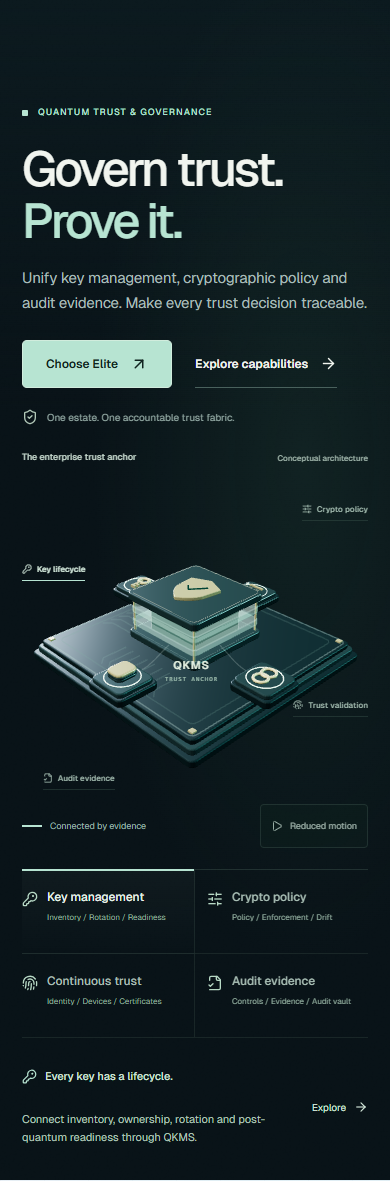 QUANTUM TRUST & GOVERNANCE
Govern trust.
Prove it.
Unify key management, cryptographic policy and
audit evidence. Make every trust decision traceable.
Choose Elite
Explore capabilities
One estate. One accountable trust fabric.
The enterprise trust anchor
Conceptual architecture
Crypto policy
Key lifecycle
QKMS
TRUST ANCHOR
Trust validation
Audit evidence
Connected by evidence
Reduced motion
Key management
Inventory / Rotation / Readiness
Crypto policy
Policy / Enforcement / Drift
Continuous trust
Identity / Devices / Certificates
Audit evidence
Controls / Evidence / Audit vault
Every key has a lifecycle.
Explore
Connect inventory, ownership, rotation and post-
quantum readiness through QKMS.